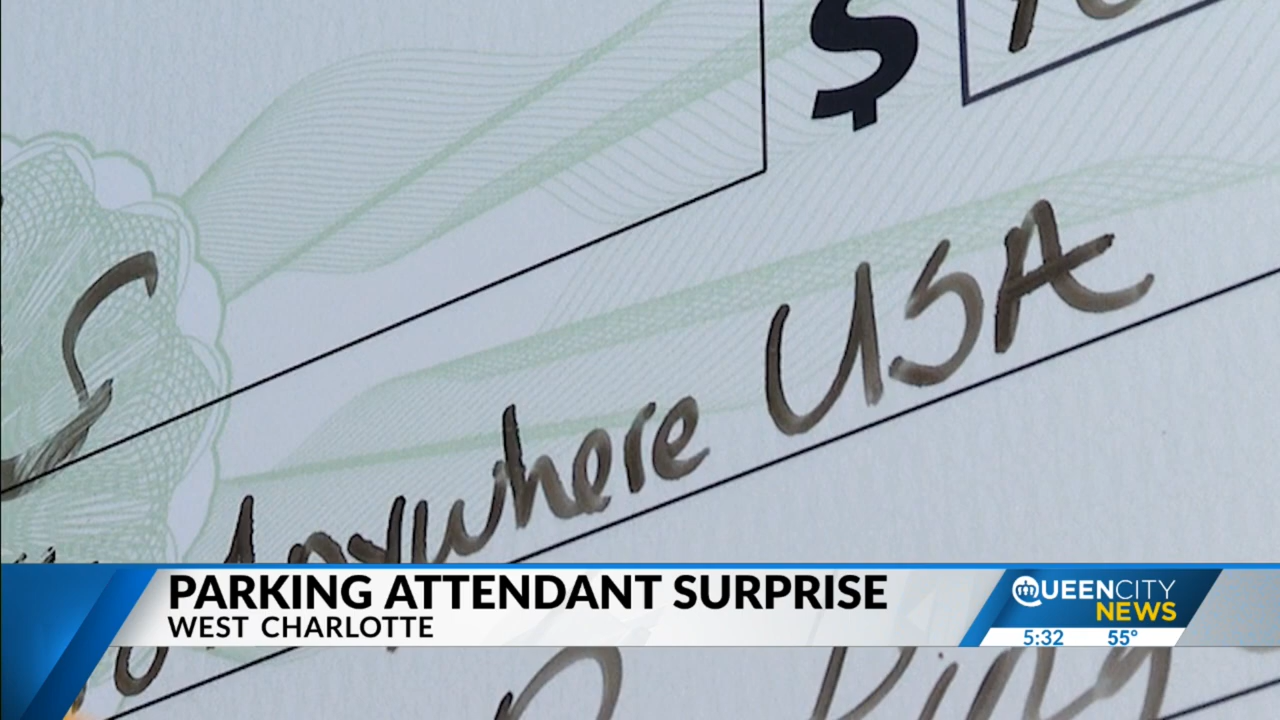 $
Anywhere USA
PARKING ATTENDANT SURPRISE
WEST CHARLOTTE
QUEEN CITY
NEWS
5:32 55°